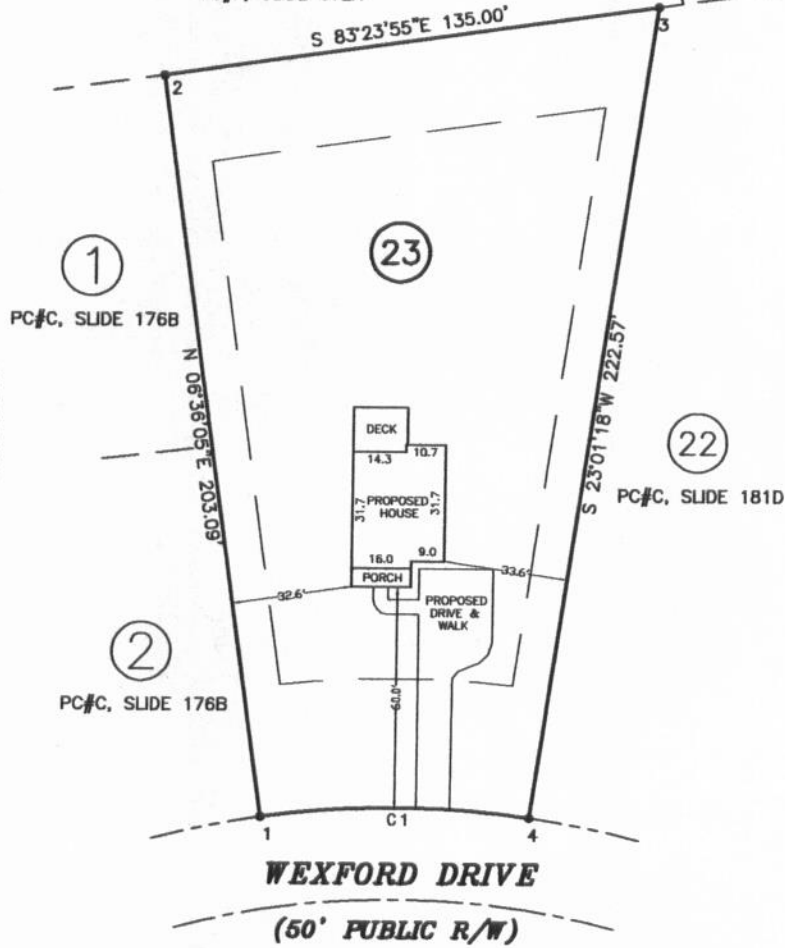 S 83°23'55"E 135.00'
2
3
23
1
PC#C, SLIDE 176B
N 06°36'05"E 203.09'
S 23°01'18"W 222.57'
22
PC#C, SLIDE 181D
DECK
14.3
10.7
31.7
PROPOSED
HOUSE
31.7
16.0
9.0
PORCH
32.6'
33.6'
PROPOSED
DRIVE &
WALK
2
PC#C, SLIDE 176B
60.0'
1
C1
4
WEXFORD DRIVE
(50' PUBLIC R/W)